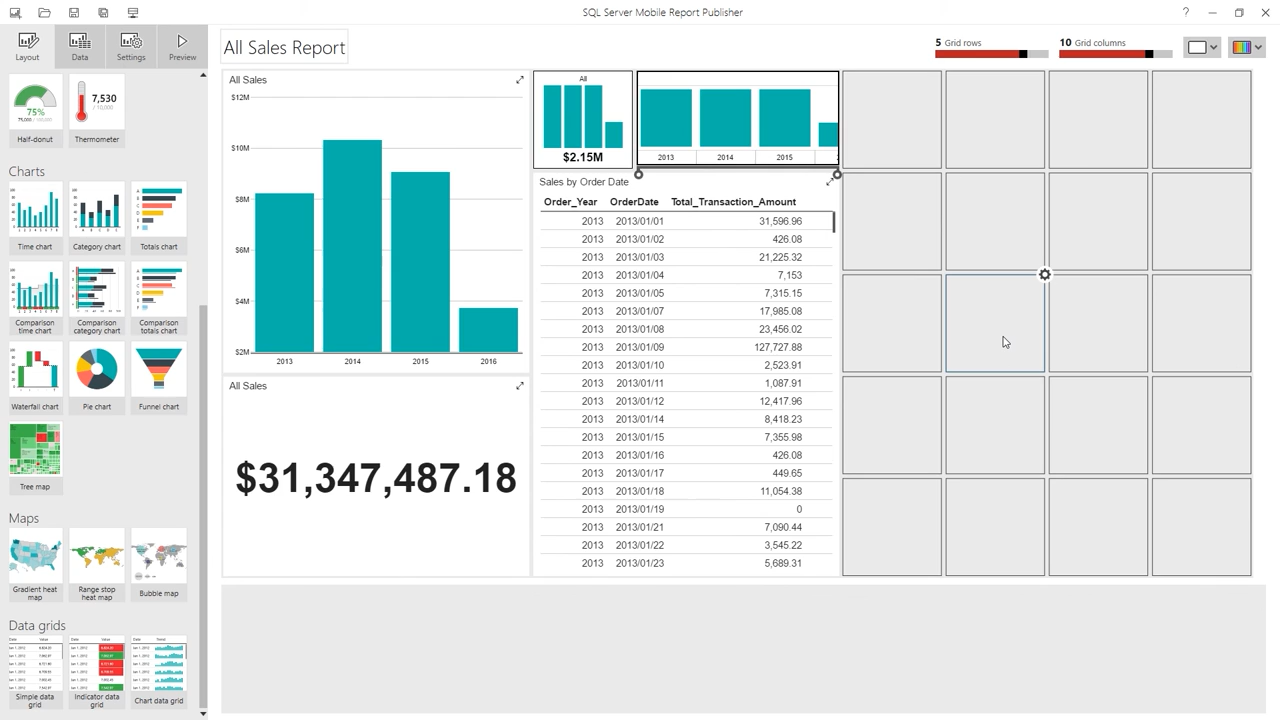 SQL Server Mobile Report Publisher
?
Layout
Data
Settings
Preview
All Sales Report
5 Grid rows
10 Grid columns
75%
Half-donut
7,530
Thermometer
Charts
Time chart
Category chart
Totals chart
Comparison time chart
Comparison category chart
Comparison totals chart
Waterfall chart
Pie chart
Funnel chart
Tree map
Maps
Gradient heat map
Range stop heat map
Bubble map
Data grids
Simple data grid
Indicator data grid
Chart data grid
All Sales
$12M
$10M
$8M
$6M
$4M
$2M
2013 2014 2015 2016
All Sales
$31,347,487.18
All
$2.15M
2013 2014 2015
Sales by Order Date
Order_Year OrderDate Total_Transaction_Amount
2013 2013/01/01 31,596.96
2013 2013/01/02 426.08
2013 2013/01/03 21,225.32
2013 2013/01/04 7,153
2013 2013/01/05 7,315.15
2013 2013/01/07 17,985.08
2013 2013/01/08 23,456.02
2013 2013/01/09 127,727.88
2013 2013/01/10 2,523.91
2013 2013/01/11 1,087.91
2013 2013/01/12 12,417.96
2013 2013/01/14 8,418.23
2013 2013/01/15 7,355.98
2013 2013/01/16 426.08
2013 2013/01/17 449.65
2013 2013/01/18 11,054.38
2013 2013/01/19 0
2013 2013/01/21 7,090.44
2013 2013/01/22 3,545.22
2013 2013/01/23 5,689.31